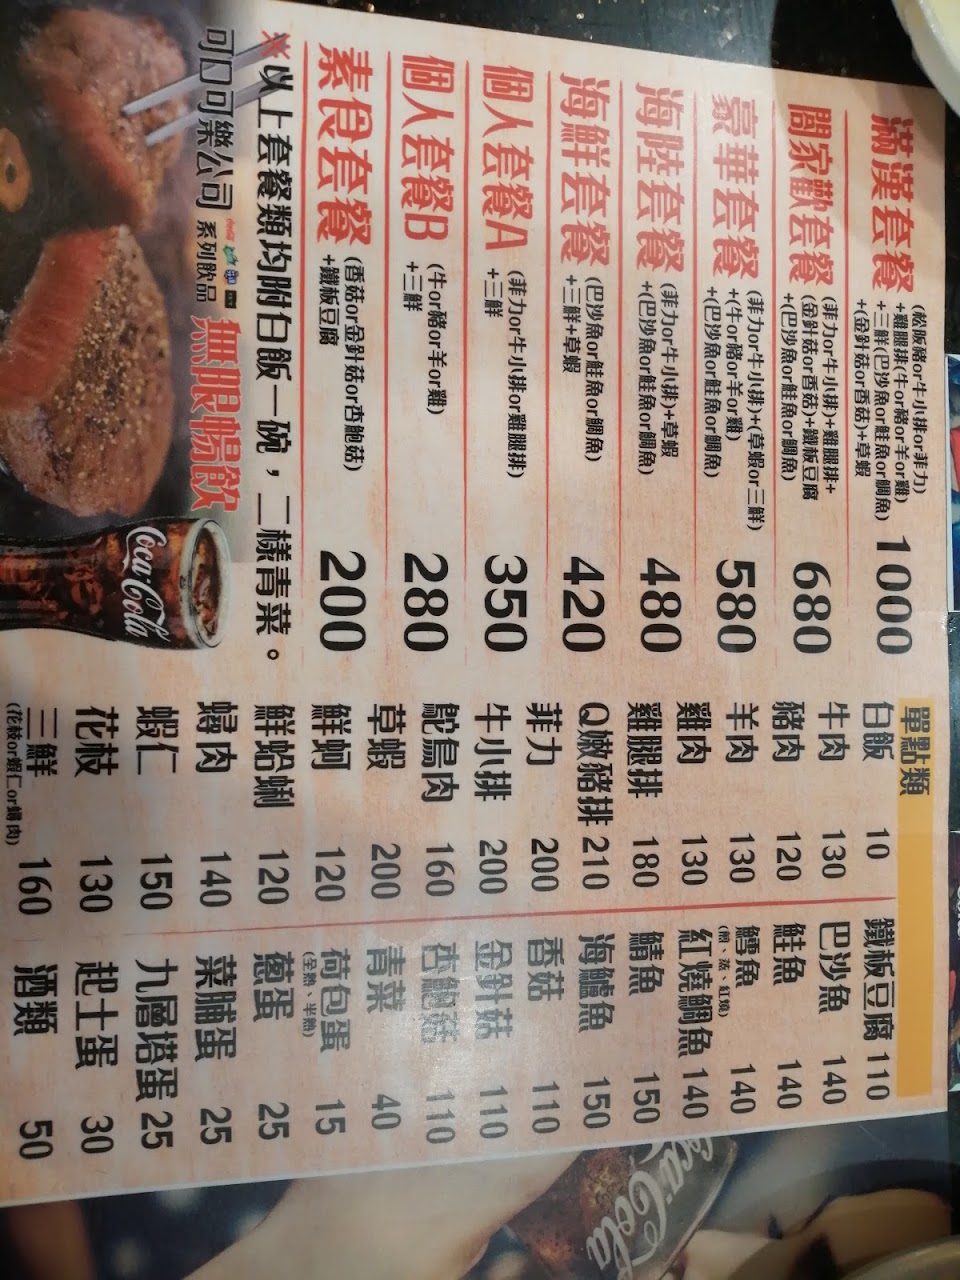 滿漢套餐 (松阪豬or牛小排or菲力) 1000
+雞腿排(牛or豬or羊or雞)
+三鮮(巴沙魚or鮭魚or鯛魚)
+(金針菇or香菇)+草蝦
闔家歡套餐 (菲力or牛小排)+雞腿排+ 680
(金針菇or香菇)+鐵板豆腐
+(巴沙魚or鮭魚or鯛魚)
豪華套餐 (菲力or牛小排)+(草蝦or三鮮) 580
+(牛or豬or羊or雞)
+(巴沙魚or鮭魚or鯛魚)
海陸套餐 (菲力or牛小排)+草蝦 480
+(巴沙魚or鮭魚or鯛魚)
海鮮套餐 (巴沙魚or鮭魚or鯛魚) 420
+三鮮+草蝦
個人套餐A (菲力or牛小排or雞腿排) 350
+三鮮
個人套餐B (牛or豬or羊or雞) 280
+三鮮
素食套餐 (香菇or金針菇or杏鮑菇) 200
+鐵板豆腐
※以上套餐類均附白飯一碗，二樣青菜。
可口可樂公司 系列飲品 無限暢飲
Coca-Cola
單點類
白飯 10
牛肉 130
豬肉 120
羊肉 130
雞肉 130
雞腿排 180
Q嫩豬排 210
菲力 200
牛小排 200
鴕鳥肉 160
草蝦 200
鮮蚵 120
鮮蛤蜊 120
蟳肉 140
蝦仁 150
花枝 130
三鮮 160
(花枝or蝦仁or蟳肉)
鐵板豆腐 110
巴沙魚 140
鮭魚 140
鱈魚 140
(煎、蒸、紅燒)
紅燒鯛魚 140
鯖魚 150
海鱸魚 150
香菇 110
金針菇 110
杏鮑菇 110
青菜 40
荷包蛋 15
(全熟、半熟)
蔥蛋 25
菜脯蛋 25
九層塔蛋 25
起士蛋 30
酒類 50
Coca-Cola